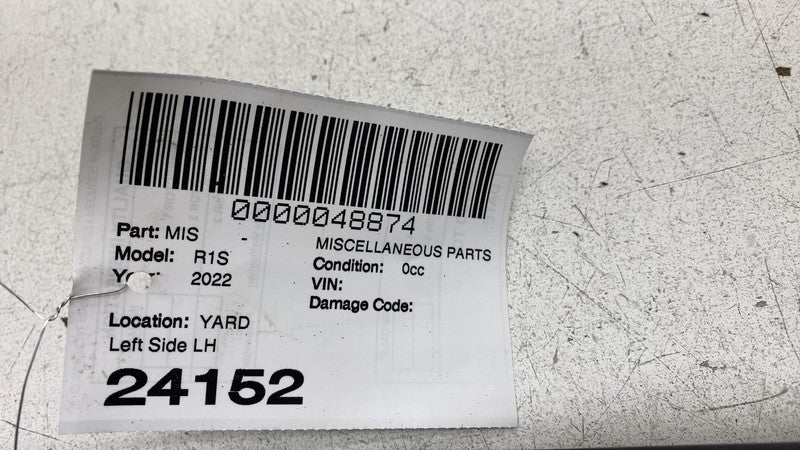 0000048874
Part: MIS -
MISCELLANEOUS PARTS
Model: R1S
Condition: 0cc
Year: 2022
VIN:
Damage Code:
Location: YARD
Left Side LH
24152